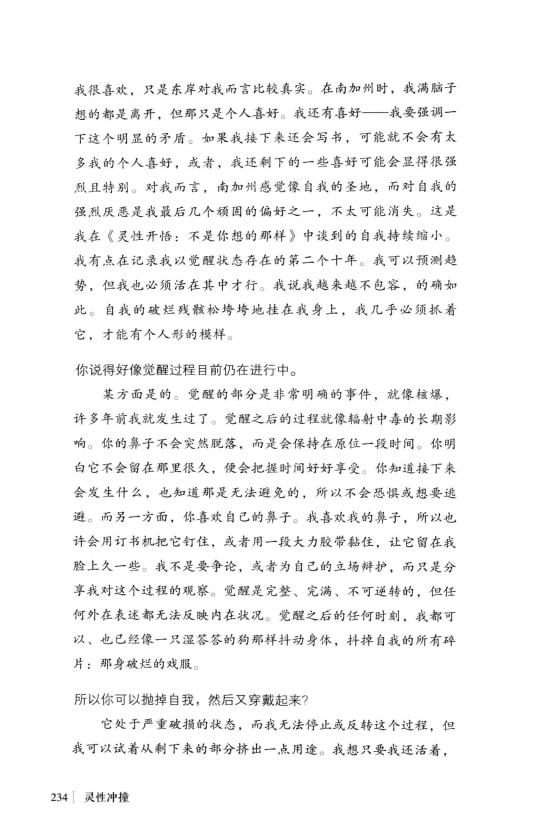 我很喜欢，只是东岸对我而言比较真实。在南加州时，我满脑子
想的都是离开，但那只是个人喜好。我还有喜好——我要强调一
下这个明显的矛盾。如果我接下来还会写书，可能就不会有太
多我的个人喜好，或者，我还剩下的一些喜好可能会显得很强
烈且特别。对我而言，南加州感觉像自我的圣地，而对自我的
强烈厌恶是我最后几个顽固的偏好之一，不太可能消失。这是
我在《灵性开悟：不是你想的那样》中谈到的自我持续缩小。
我有点在记录我以觉醒状态存在的第二个十年。我可以预测趋
势，但我也必须活在其中才行。我说我越来越不包容，的确如
此。自我的破烂残骸松垮垮地挂在我身上，我几乎必须抓着
它，才能有个人形的模样。
你说得好像觉醒过程目前仍在进行中。
某方面是的。觉醒的部分是非常明确的事件，就像核爆，
许多年前我就发生过了。觉醒之后的过程就像辐射中毒的长期影
响。你的鼻子不会突然脱落，而是会保持在原位一段时间。你明
白它不会留在那里很久，便会把握时间好好享受。你知道接下来
会发生什么，也知道那是无法避免的，所以不会恐惧或想要逃
避。而另一方面，你喜欢自己的鼻子。我喜欢我的鼻子，所以也
许会用订书机把它钉住，或者用一段大力胶带黏住，让它留在我
脸上久一些。我不是要争论，或者为自己的立场辩护，而只是分
享我对这个过程的观察。觉醒是完整、完满、不可逆转的，但任
何外在表述都无法反映内在状况。觉醒之后的任何时刻，我都可
以、也已经像一只湿答答的狗那样抖动身体，抖掉自我的所有碎
片：那身破烂的戏服。
所以你可以抛掉自我，然后又穿戴起来？
它处于严重破损的状态，而我无法停止或反转这个过程，但
我可以试着从剩下来的部分挤出一点用途。我想只要我还活着，
234 灵性冲撞